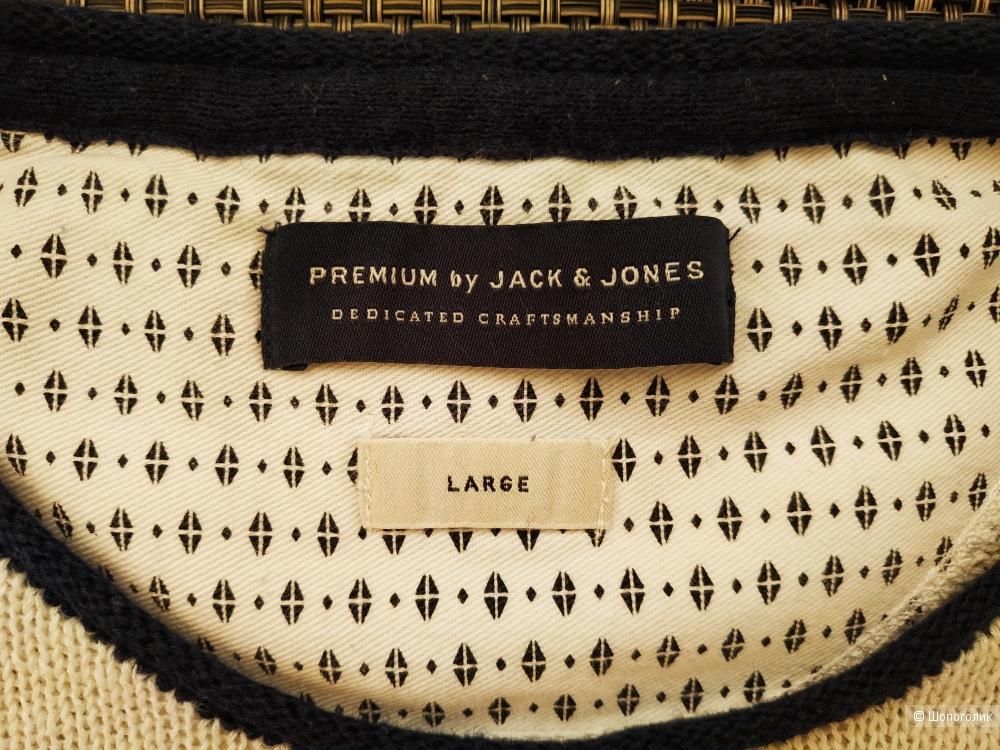 PREMIUM by JACK & JONES
DEDICATED CRAFTSMANSHIP
LARGE
© Шопоголик